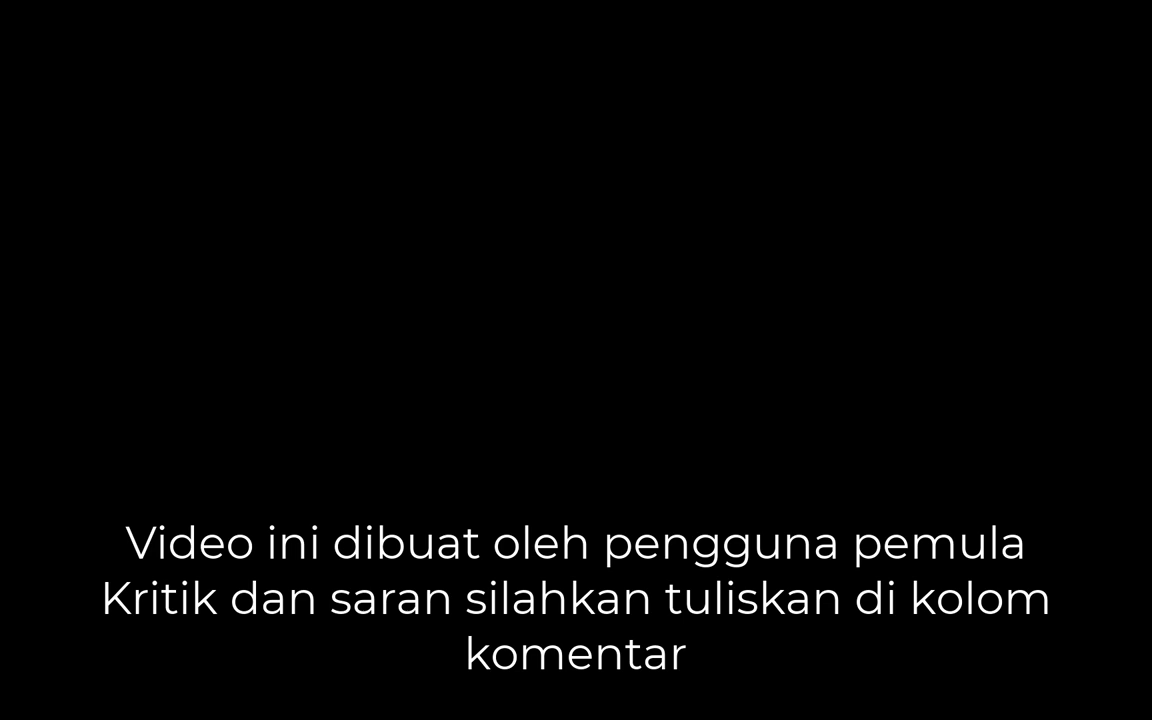 Video ini dibuat oleh pengguna pemula
Kritik dan saran silahkan tuliskan di kolom
komentar